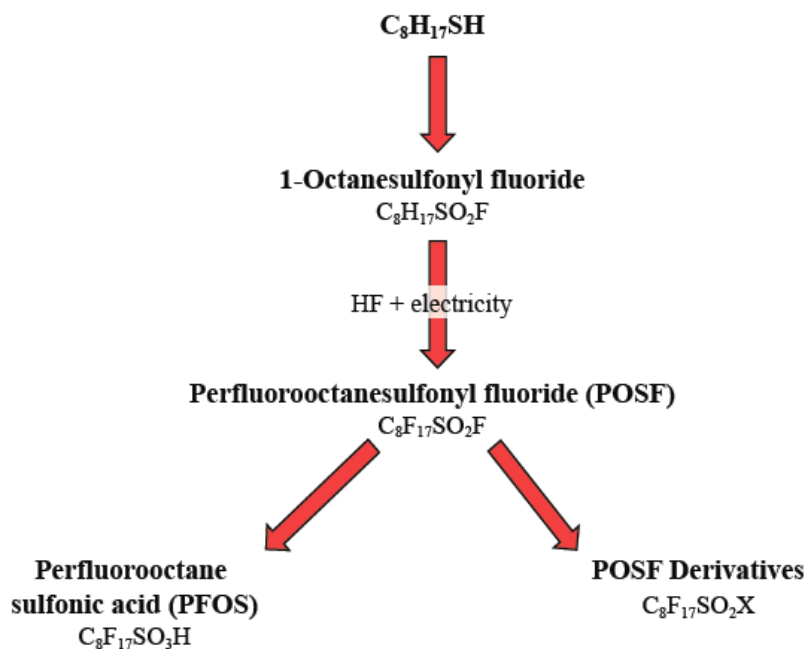 C₈H₁₇SH
1-Octanesulfonyl fluoride
C₈H₁₇SO₂F
HF + electricity
Perfluorooctanesulfonyl fluoride (POSF)
C₈F₁₇SO₂F
Perfluorooctane
sulfonic acid (PFOS)
C₈F₁₇SO₃H
POSF Derivatives
C₈F₁₇SO₂X